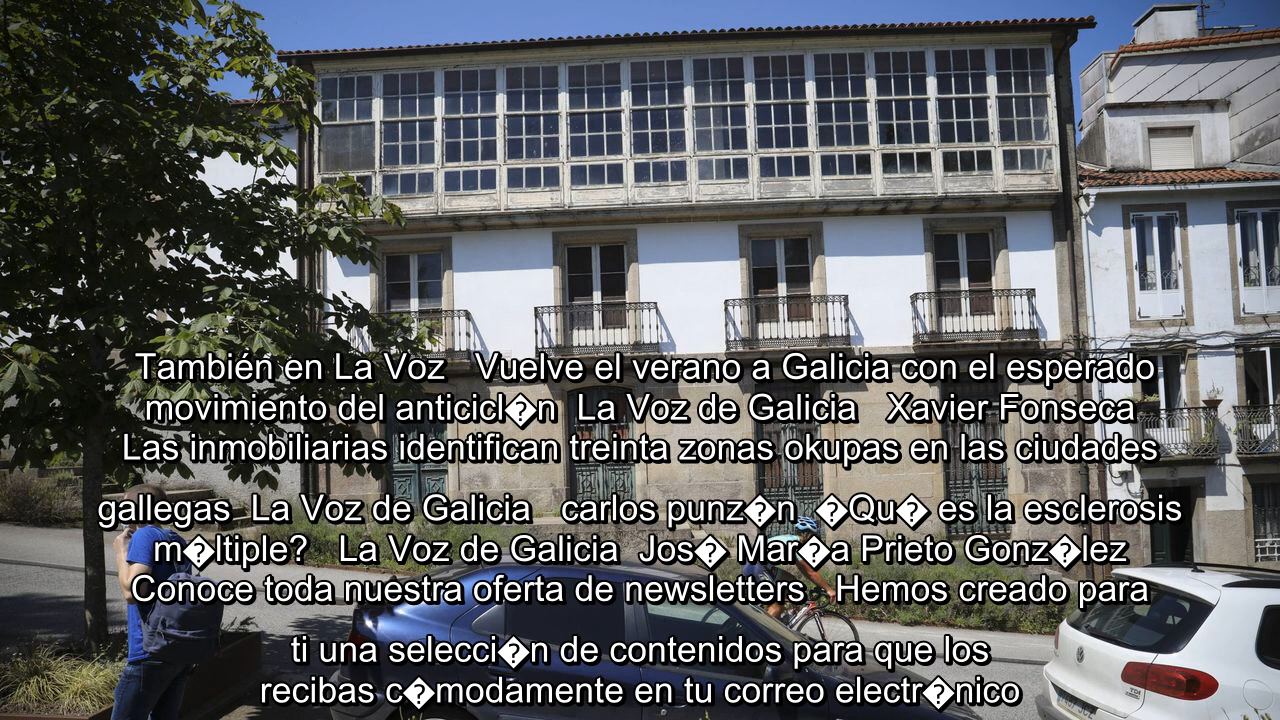 También en La Voz   Vuelve el verano a Galicia con el esperado
movimiento del anticicl�n  La Voz de Galicia   Xavier Fonseca
Las inmobiliarias identifican treinta zonas okupas en las ciudades
gallegas  La Voz de Galicia   carlos punz�n  �Qu� es la esclerosis
m�ltiple?   La Voz de Galicia  Jos� Mar�a Prieto Gonz�lez
Conoce toda nuestra oferta de newsletters   Hemos creado para
ti una selecci�n de contenidos para que los
recibas c�modamente en tu correo electr�nico
TDI